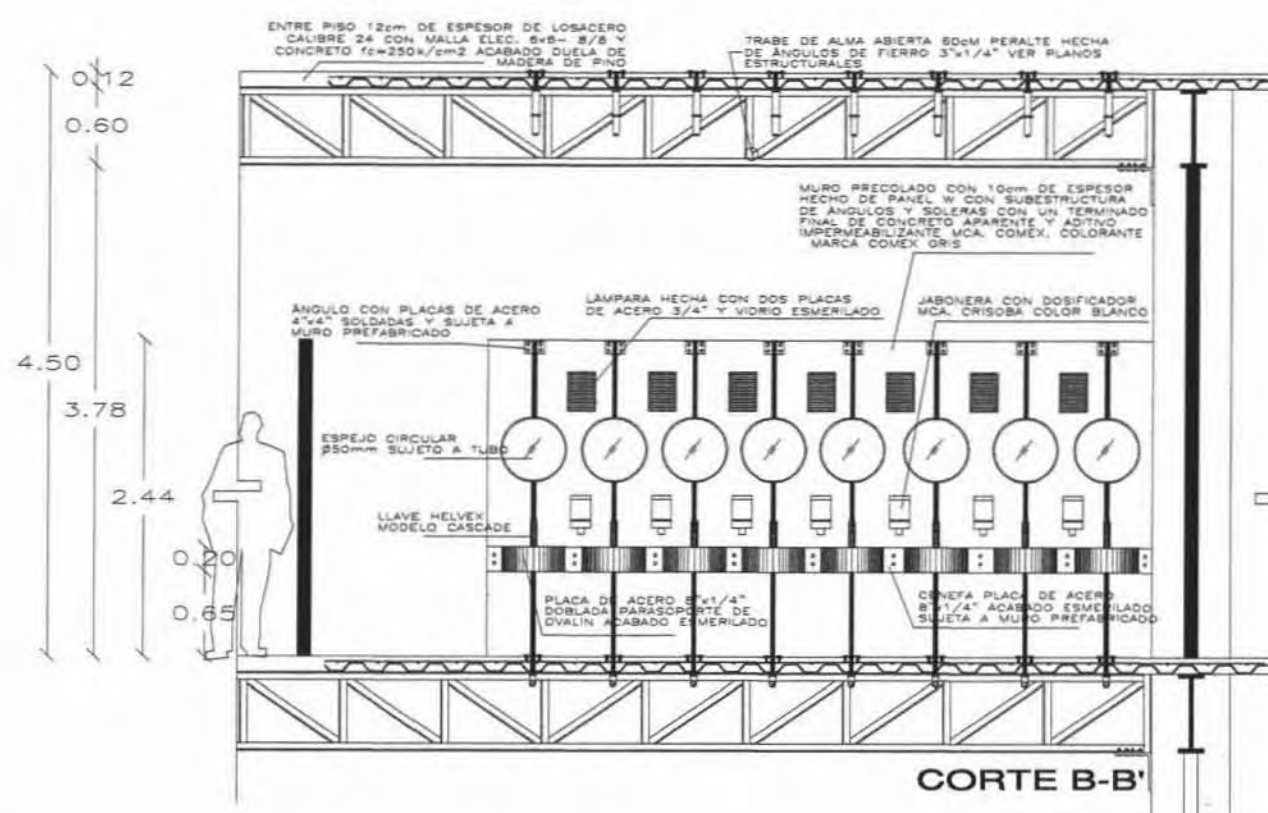 ENTRE PISO 12cm DE ESPESOR DE LOSACERO
CALIBRE 24 CON MALLA ELEC. 6x6- 8/8 Y
CONCRETO fc=250k/cm2 ACABADO DUELA DE
MADERA DE PINO
TRABE DE ALMA ABIERTA 60cM PERALTE HECHA
DE ÁNGULOS DE FIERRO 3"x1/4" VER PLANOS
ESTRUCTURALES
0.12
0.60
MURO PRECOLADO CON 10cm DE ESPESOR
HECHO DE PANEL W CON SUBESTRUCTURA
DE ÁNGULOS Y SOLERAS CON UN TERMINADO
FINAL DE CONCRETO APARENTE Y ADITIVO
IMPERMEABILIZANTE MCA. COMEX. COLORANTE
MARCA COMEX GRIS
ÁNGULO CON PLACAS DE ACERO
4"x4" SOLDADAS Y SUJETA A
MURO PREFABRICADO
LÁMPARA HECHA CON DOS PLACAS
DE ACERO 3/4" Y VIDRIO ESMERILADO
JABONERA CON DOSIFICADOR
MCA. CRISOBA COLOR BLANCO
4.50
3.78
2.44
ESPEJO CIRCULAR
Ø50mm SUJETO A TUBO
LLAVE HELVEX
MODELO CASCADE
0.20
0.65
PLACA DE ACERO 8"x1/4"
DOBLADA PARASOPORTE DE
OVALIN ACABADO ESMERILADO
CENEFA PLACA DE ACERO
8"x1/4" ACABADO ESMERILADO
SUJETA A MURO PREFABRICADO
CORTE B-B'